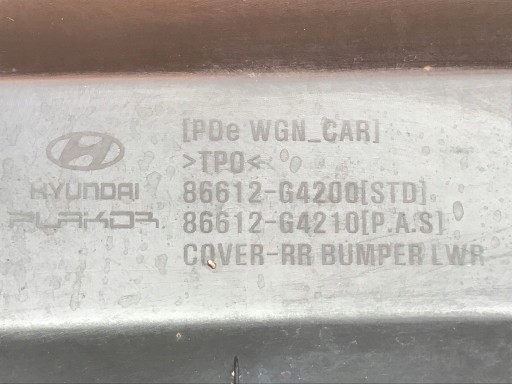 [PDe WGN_CAR]
>TPO<
HYUNDAI
86612-G4200[STD]
PLAKOR
86612-G4210[P.A.S]
COVER-RR BUMPER LWR